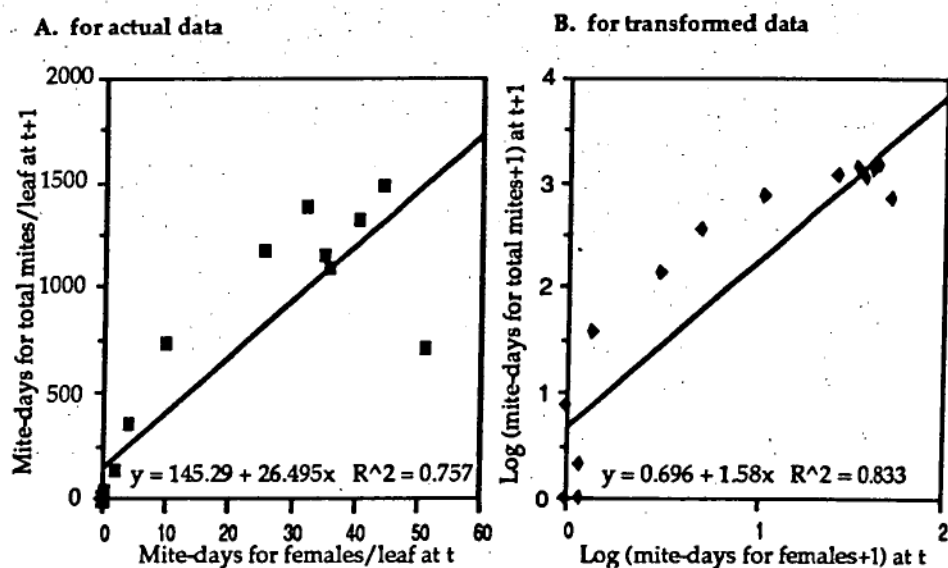 A. for actual data
Mite-days for total mites/leaf at t+1
2000
1500
1000
500
0
y = 145.29 + 26.495x R^2 = 0.757
0 10 20 30 40 50 60
Mite-days for females/leaf at t
B. for transformed data
Log (mite-days for total mites+1) at t+1
4
3
2
1
0
y = 0.696 + 1.58x R^2 = 0.833
0 1 2
Log (mite-days for females+1) at t